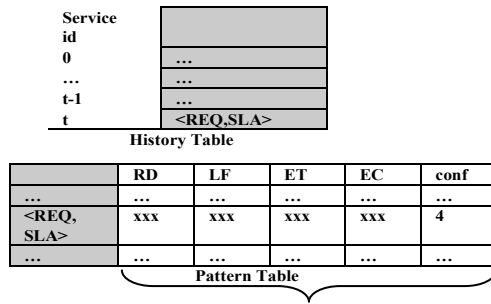 Service
id
0 …
… …
t-1 …
t <REQ,SLA>
History Table
RD LF ET EC conf
… … … … … …
<REQ, xxx xxx xxx xxx 4
SLA>
… … … … … …
Pattern Table